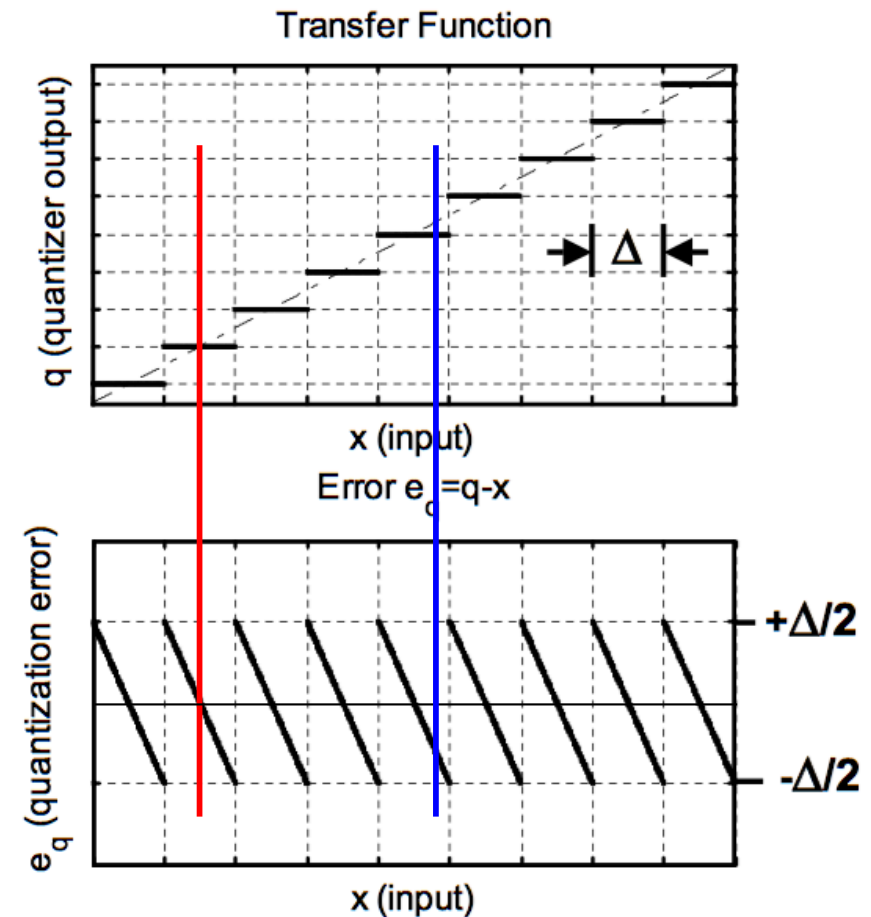 Transfer Function
q (quantizer output)
Δ
x (input)
Error eq=q-x
eq (quantization error)
+Δ/2
-Δ/2
x (input)